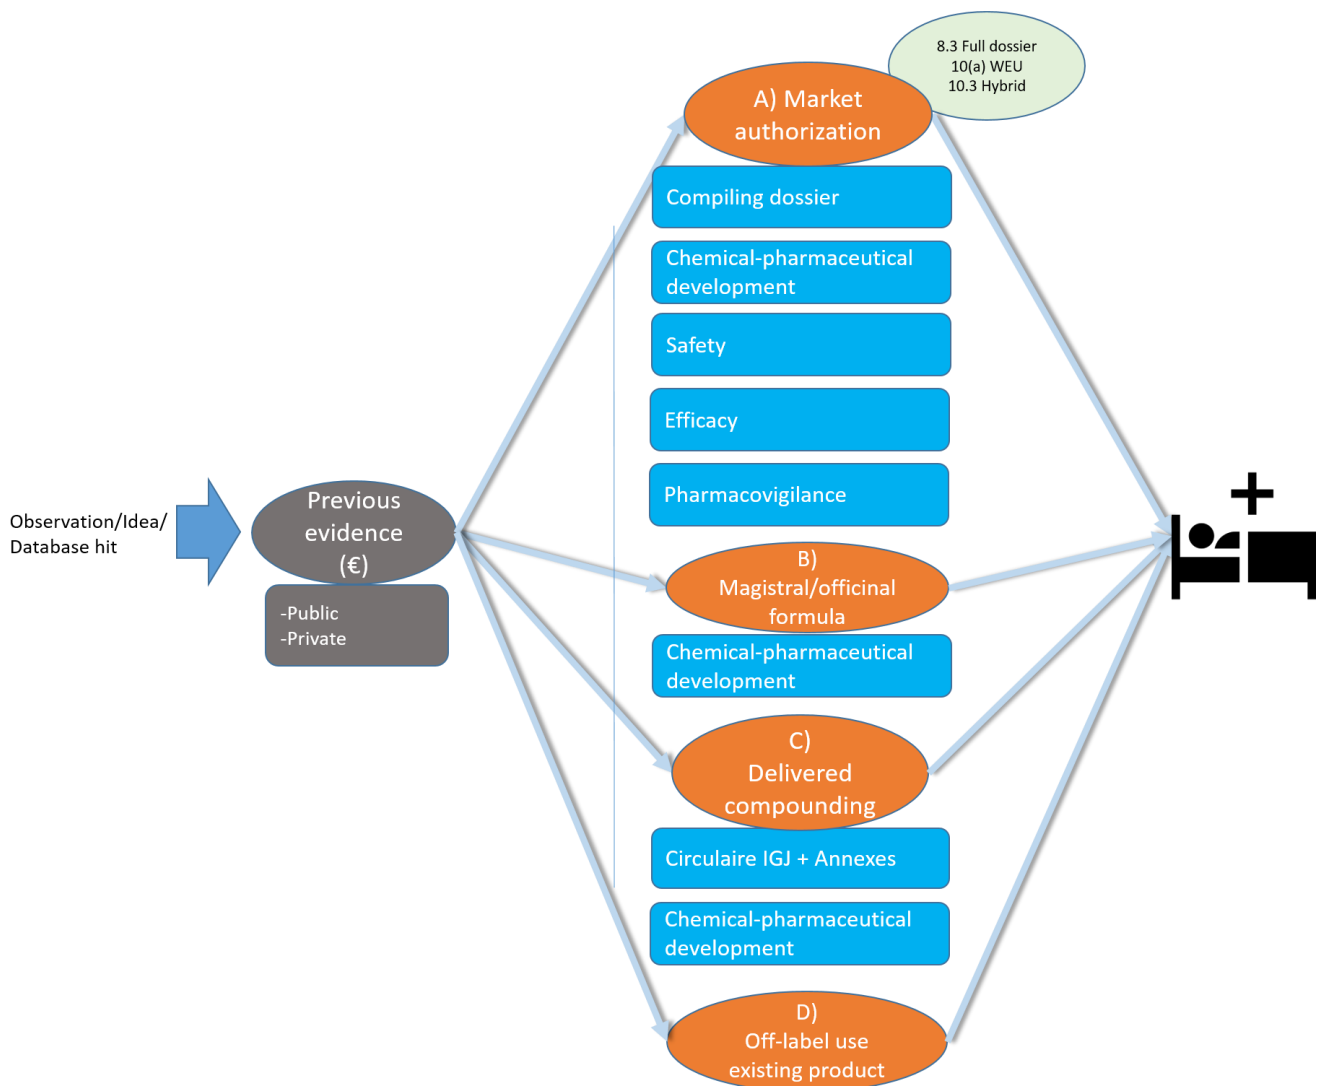 Observation/Idea/
Database hit
Previous
evidence
(€)
-Public
-Private
8.3 Full dossier
10(a) WEU
10.3 Hybrid
A) Market
authorization
Compiling dossier
Chemical-pharmaceutical
development
Safety
Efficacy
Pharmacovigilance
B)
Magistral/officinal
formula
Chemical-pharmaceutical
development
C)
Delivered
compounding
Circulaire IGJ + Annexes
Chemical-pharmaceutical
development
D)
Off-label use
existing product